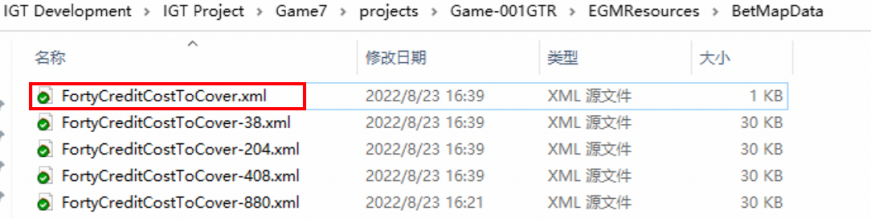 IGT Development > IGT Project > Game7 > projects > Game-001GTR > EGMResources > BetMapData
名称 修改日期 类型 大小
FortyCreditCostToCover.xml 2022/8/23 16:39 XML 源文件 1 KB
FortyCreditCostToCover-38.xml 2022/8/23 16:39 XML 源文件 30 KB
FortyCreditCostToCover-204.xml 2022/8/23 16:39 XML 源文件 30 KB
FortyCreditCostToCover-408.xml 2022/8/23 16:39 XML 源文件 30 KB
FortyCreditCostToCover-880.xml 2022/8/23 16:21 XML 源文件 30 KB